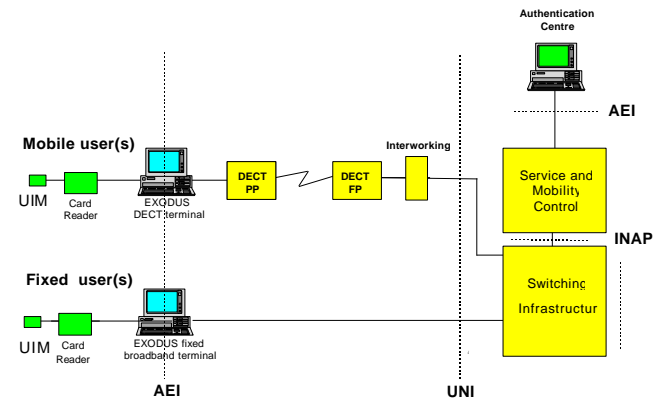 Authentication
Centre
AEI
Mobile user(s)
Interworking
DECT
PP
DECT
FP
Service and
Mobility
Control
UIM
Card
Reader
EXODUS
DECT terminal
INAP
Fixed user(s)
Switching
Infrastructur
UIM
Card
Reader
EXODUS fixed
broadband terminal
AEI
UNI